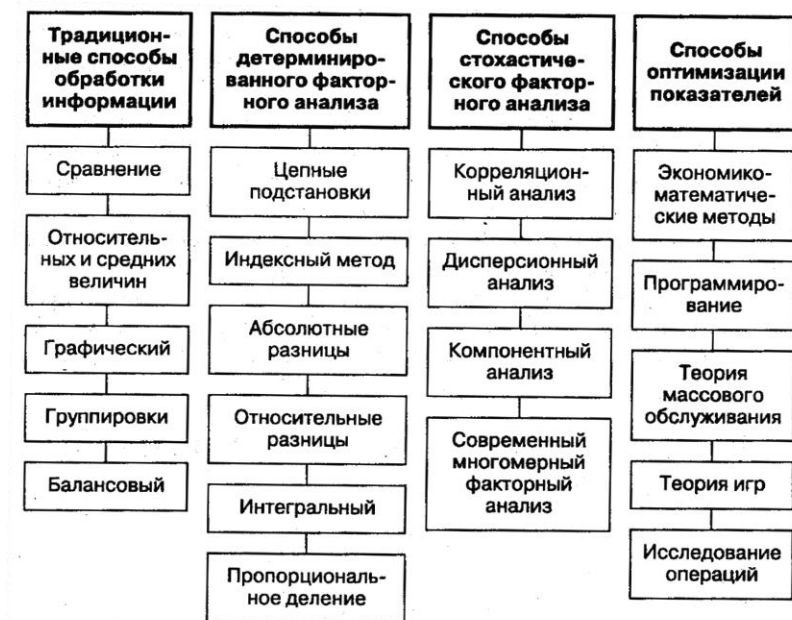 Традицион-
ные способы
обработки
информации
Сравнение
Относитель-
ных и средних
величин
Графический
Группировки
Балансовый
Способы
детерминиро-
ванного фактор-
ного анализа
Цепные
подстановки
Индексный метод
Абсолютные
разницы
Относительные
разницы
Интегральный
Пропорциональ-
ное деление
Способы
стохастиче-
ского фактор-
ного анализа
Корреляцион-
ный анализ
Дисперсионный
анализ
Компонентный
анализ
Современный
многомерный
факторный
анализ
Способы
оптимизации
показателей
Экономико-
математиче-
ские методы
Программиро-
вание
Теория
массового
обслуживания
Теория игр
Исследование
операций